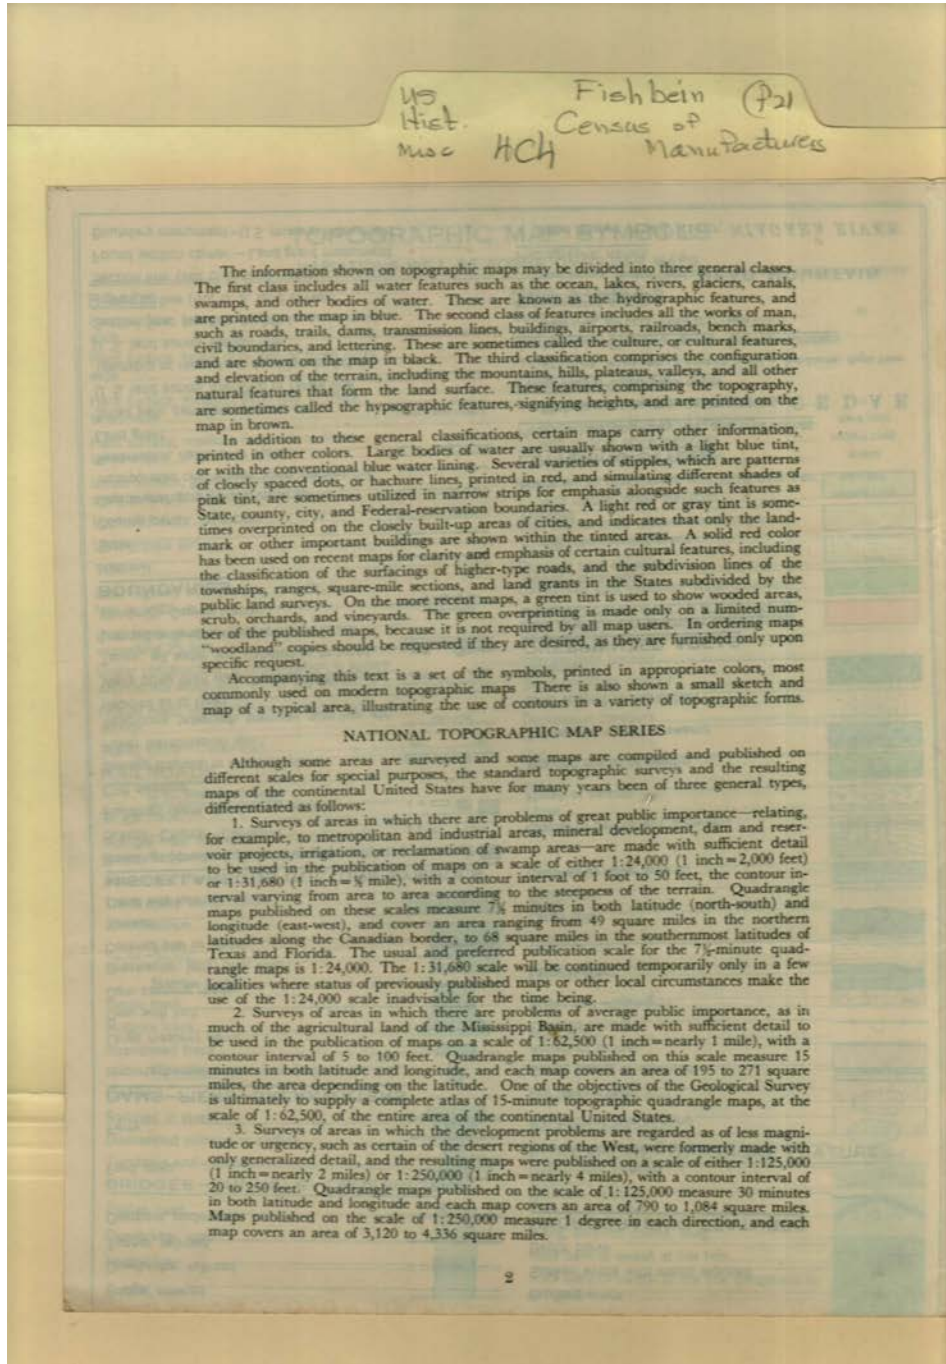 US Fishbein (P21
Hist. Census of
Misc HCH Manufacturers
TOPOGRAPHIC MAP SYMBOLS
The information shown on topographic maps may be divided into three general classes.
The first class includes all water features such as the ocean, lakes, rivers, glaciers, canals,
swamps, and other bodies of water. These are known as the hydrographic features, and
are printed on the map in blue. The second class of features includes all the works of man,
such as roads, trails, dams, transmission lines, buildings, airports, railroads, bench marks,
civil boundaries, and lettering. These are sometimes called the culture, or cultural features,
and are shown on the map in black. The third classification comprises the configuration
and elevation of the terrain, including the mountains, hills, plateaus, valleys, and all other
natural features that form the land surface. These features, comprising the topography,
are sometimes called the hypsographic features, signifying heights, and are printed on the
map in brown.
In addition to these general classifications, certain maps carry other information,
printed in other colors. Large bodies of water are usually shown with a light blue tint,
or with the conventional blue water lining. Several varieties of stipples, which are patterns
of closely spaced dots, or hachure lines, printed in red, and simulating different shades of
pink tint, are sometimes utilized in narrow strips for emphasis alongside such features as
State, county, city, and Federal-reservation boundaries. A light red or gray tint is some-
times overprinted on the closely built-up areas of cities, and indicates that only the land-
mark or other important buildings are shown within the tinted areas. A solid red color
has been used on recent maps for clarity and emphasis of certain cultural features, including
the classification of the surfacings of higher-type roads, and the subdivision lines of the
townships, ranges, square-mile sections, and land grants in the States subdivided by the
public land surveys. On the more recent maps, a green tint is used to show wooded areas,
scrub, orchards, and vineyards. The green overprinting is made only on a limited num-
ber of the published maps, because it is not required by all map users. In ordering maps
"woodland" copies should be requested if they are desired, as they are furnished only upon
specific request.
Accompanying this text is a set of the symbols, printed in appropriate colors, most
commonly used on modern topographic maps There is also shown a small sketch and
map of a typical area, illustrating the use of contours in a variety of topographic forms.
NATIONAL TOPOGRAPHIC MAP SERIES
Although some areas are surveyed and some maps are compiled and published on
different scales for special purposes, the standard topographic surveys and the resulting
maps of the continental United States have for many years been of three general types,
differentiated as follows:
1. Surveys of areas in which there are problems of great public importance—relating,
for example, to metropolitan and industrial areas, mineral development, dam and reser-
voir projects, irrigation, or reclamation of swamp areas—are made with sufficient detail
to be used in the publication of maps on a scale of either 1:24,000 (1 inch=2,000 feet)
or 1:31,680 (1 inch=½ mile), with a contour interval of 1 foot to 50 feet, the contour in-
terval varying from area to area according to the steepness of the terrain. Quadrangle
maps published on these scales measure 7½ minutes in both latitude (north-south) and
longitude (east-west), and cover an area ranging from 49 square miles in the northern
latitudes along the Canadian border, to 68 square miles in the southernmost latitudes of
Texas and Florida. The usual and preferred publication scale for the 7½-minute quad-
rangle maps is 1:24,000. The 1:31,680 scale will be continued temporarily only in a few
localities where status of previously published maps or other local circumstances make the
use of the 1:24,000 scale inadvisable for the time being.
2. Surveys of areas in which there are problems of average public importance, as in
much of the agricultural land of the Mississippi Basin, are made with sufficient detail to
be used in the publication of maps on a scale of 1:62,500 (1 inch=nearly 1 mile), with a
contour interval of 5 to 100 feet. Quadrangle maps published on this scale measure 15
minutes in both latitude and longitude, and each map covers an area of 195 to 271 square
miles, the area depending on the latitude. One of the objectives of the Geological Survey
is ultimately to supply a complete atlas of 15-minute topographic quadrangle maps, at the
scale of 1:62,500, of the entire area of the continental United States.
3. Surveys of areas in which the development problems are regarded as of less magni-
tude or urgency, such as certain of the desert regions of the West, were formerly made with
only generalized detail, and the resulting maps were published on a scale of either 1:125,000
(1 inch=nearly 2 miles) or 1:250,000 (1 inch=nearly 4 miles), with a contour interval of
20 to 250 feet. Quadrangle maps published on the scale of 1:125,000 measure 30 minutes
in both latitude and longitude and each map covers an area of 790 to 1,084 square miles.
Maps published on the scale of 1:250,000 measure 1 degree in each direction, and each
map covers an area of 3,120 to 4,336 square miles.
2